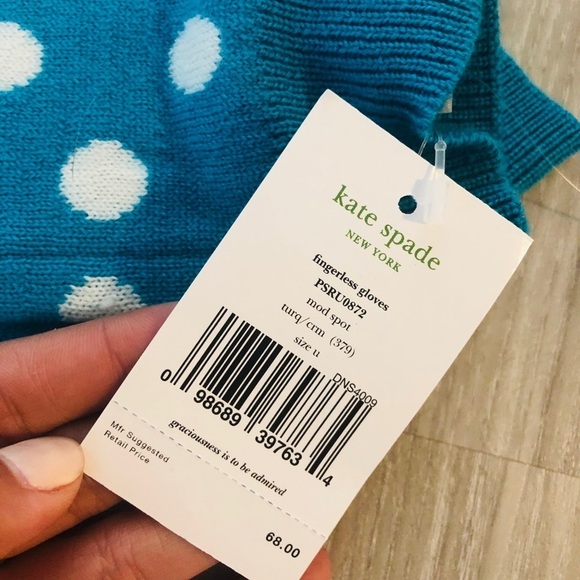 kate spade
NEW YORK
fingerless gloves
PSRU0872
mod spot
turq/crm (379)
size u
DNS4009
0 98689 39763 4
graciousness is to be admired
Mfr Suggested
Retail Price
68.00